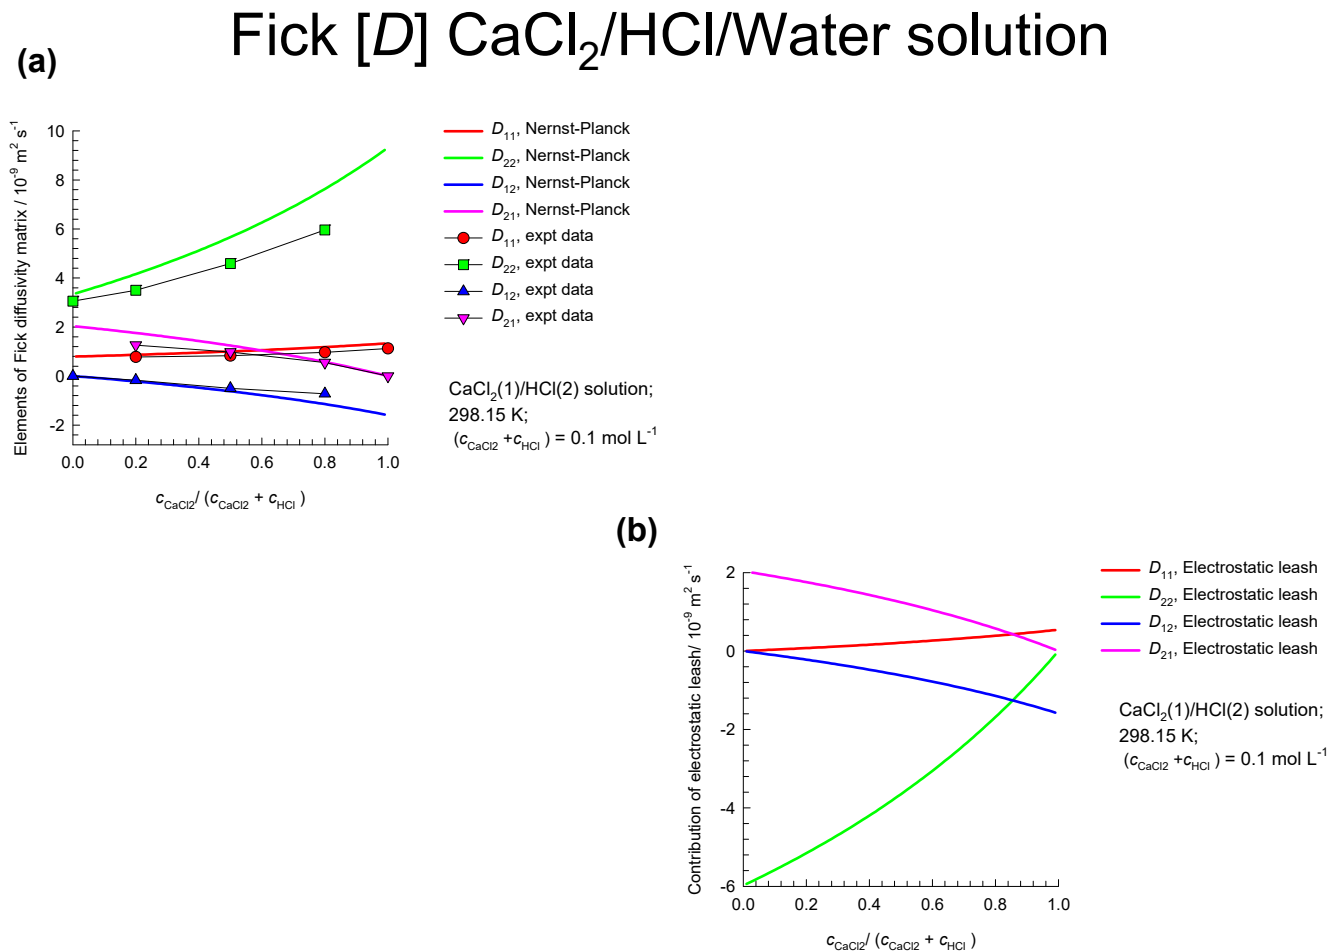 Fick [D] CaCl2/HCl/Water solution
(a)
Elements of Fick diffusivity matrix / 10-9 m2 s-1
10
8
6
4
2
0
-2
0.0 0.2 0.4 0.6 0.8 1.0
cCaCl2/ (cCaCl2 + cHCl )
D11, Nernst-Planck
D22, Nernst-Planck
D12, Nernst-Planck
D21, Nernst-Planck
D11, expt data
D22, expt data
D12, expt data
D21, expt data
CaCl2(1)/HCl(2) solution;
298.15 K;
(cCaCl2 +cHCl ) = 0.1 mol L-1
(b)
Contribution of electrostatic leash/ 10-9 m2 s-1
2
0
-2
-4
-6
0.0 0.2 0.4 0.6 0.8 1.0
cCaCl2/ (cCaCl2 + cHCl )
D11, Electrostatic leash
D22, Electrostatic leash
D12, Electrostatic leash
D21, Electrostatic leash
CaCl2(1)/HCl(2) solution;
298.15 K;
(cCaCl2 +cHCl ) = 0.1 mol L-1